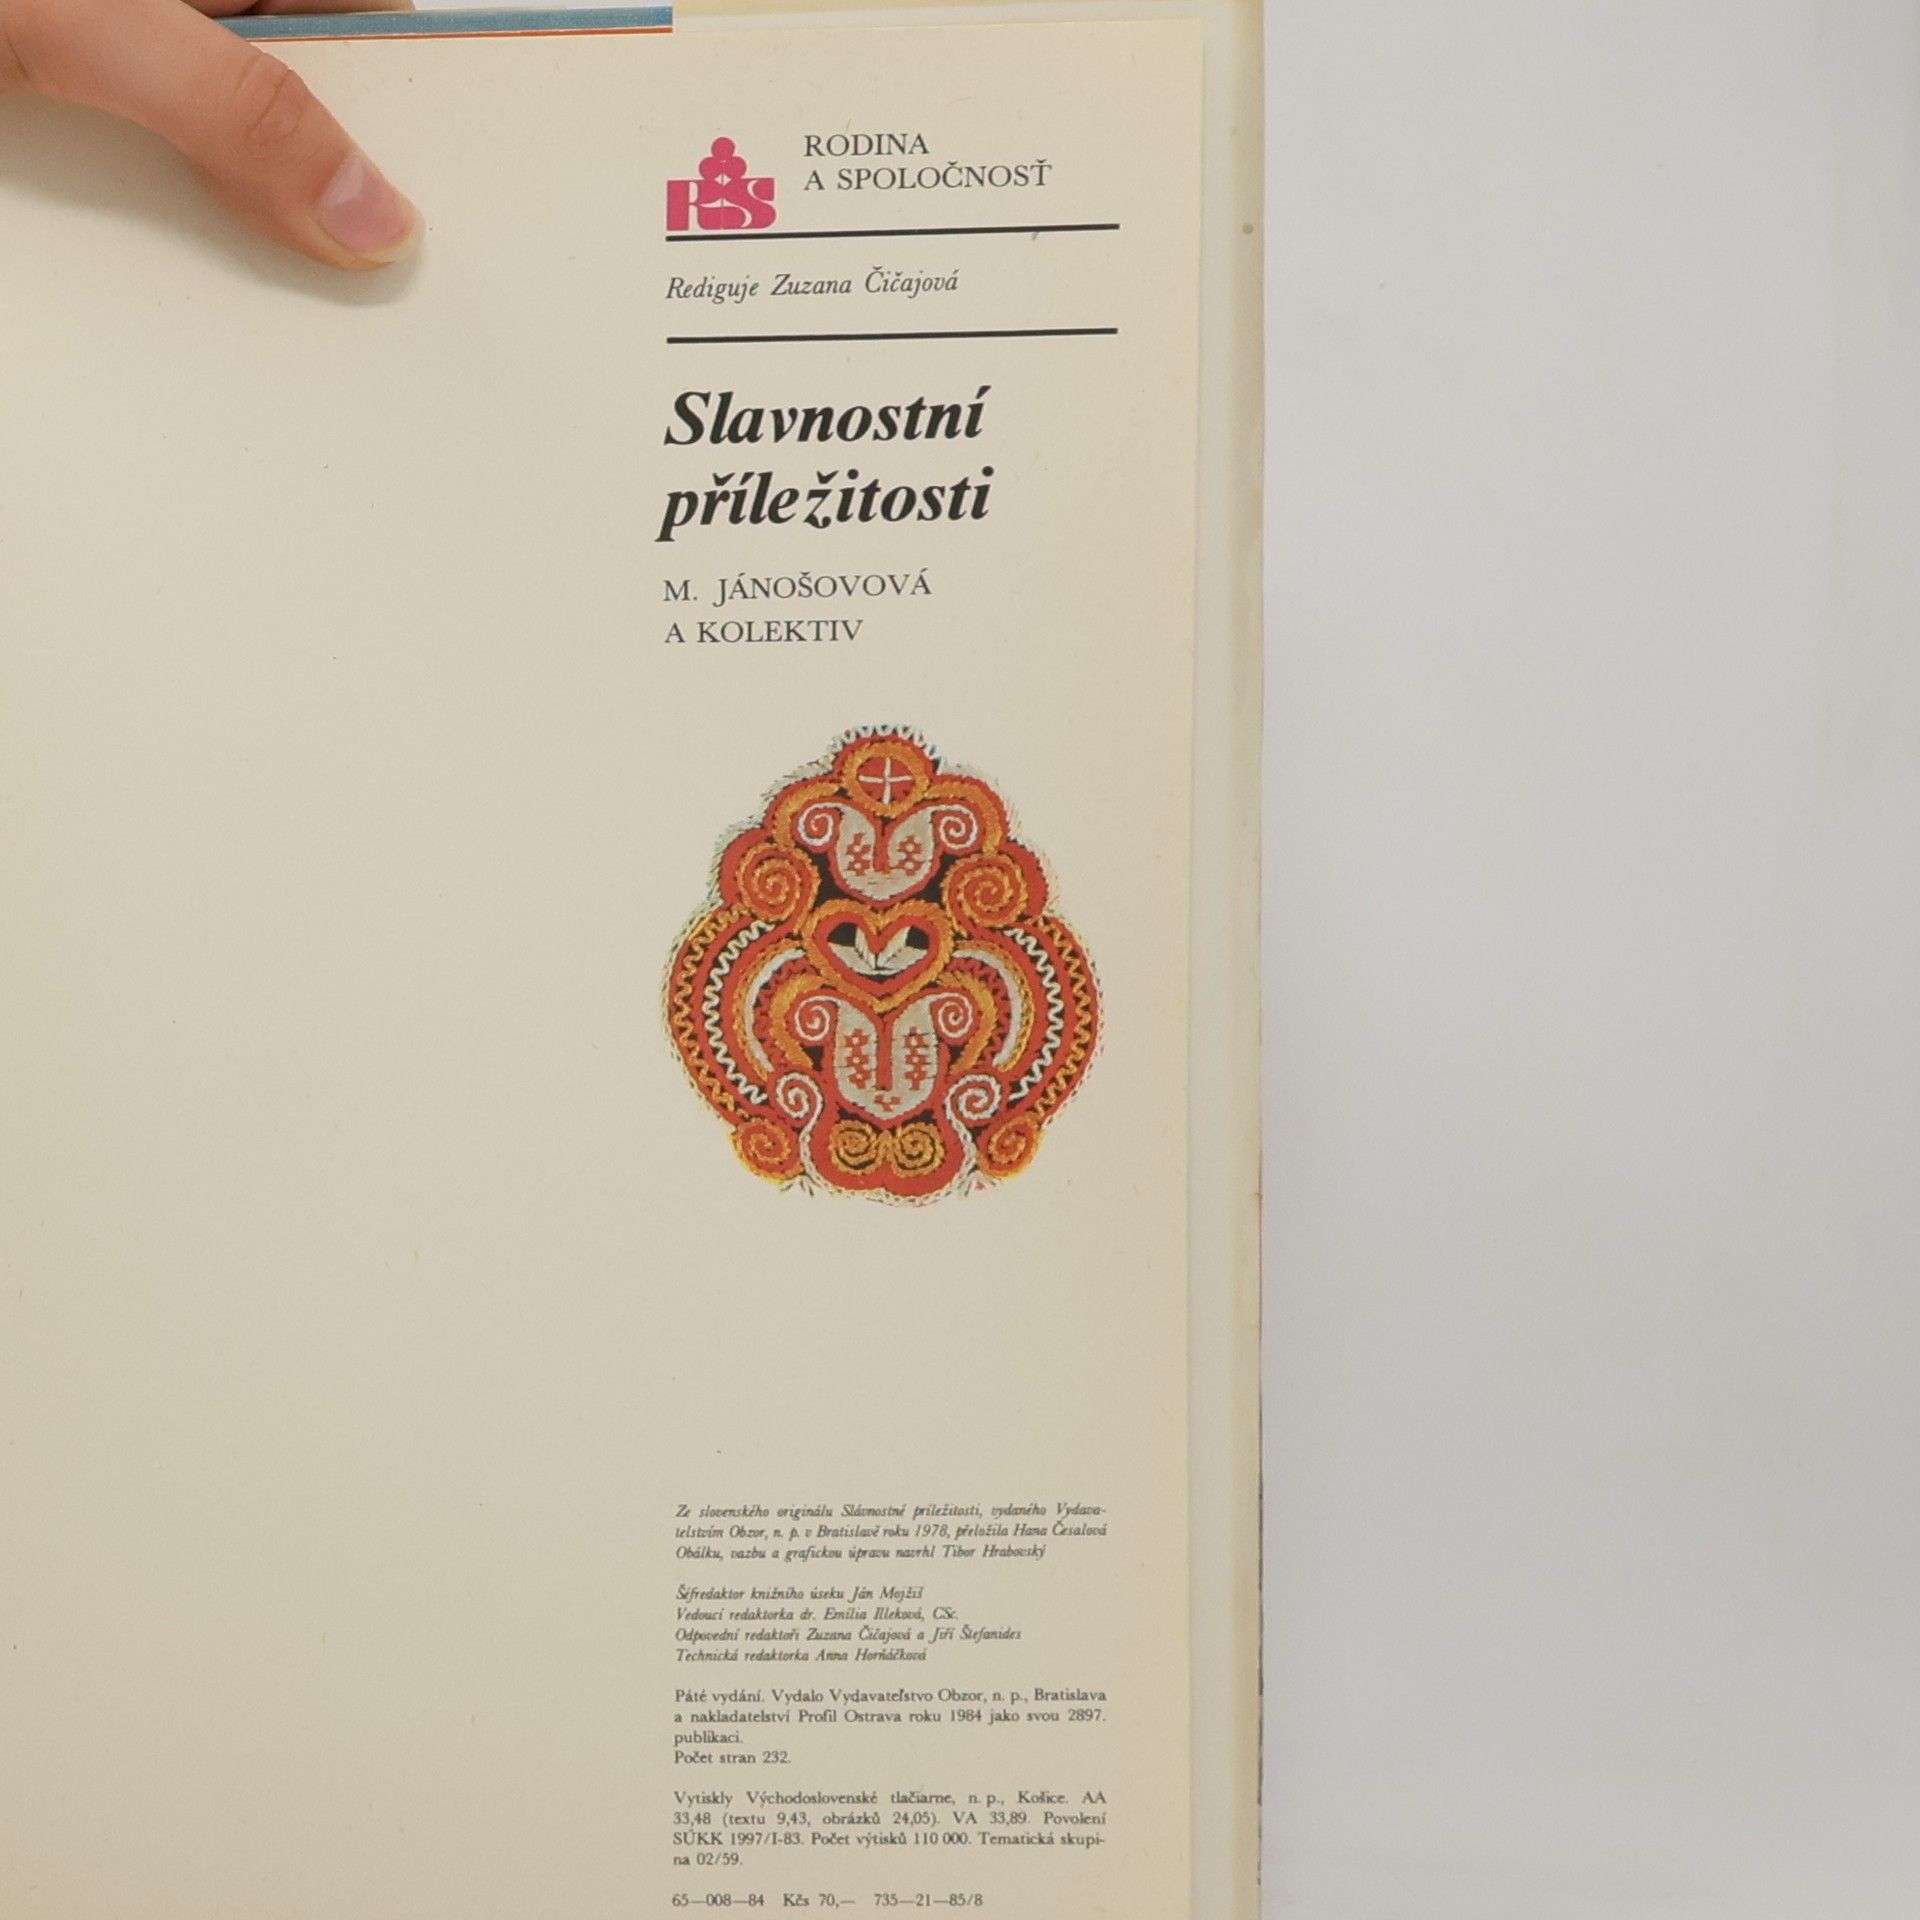 RODINA
A SPOLOČNOSŤ
RS
Rediguje Zuzana Čičajová
Slavnostní
příležitosti
M. JÁNOŠOVOVÁ
A KOLEKTIV
Ze slovenského originálu Slávnostné príležitosti, vydaného Vydava-
telstvím Obzor, n. p. v Bratislavě roku 1978, přeložila Hana Česalová
Obálku, vazbu a grafickou úpravu navrhl Tibor Hrabovský
Šéfredaktor knižního úseku Ján Mojžiš
Vedoucí redaktorka dr. Emília Illeková, CSc.
Odpovední redaktoři Zuzana Čičajová a Jiří Štefanides
Technická redaktorka Anna Horňáčková
Páté vydání. Vydalo Vydavateľstvo Obzor, n. p., Bratislava
a nakladatelství Profil Ostrava roku 1984 jako svou 2897.
publikaci.
Počet stran 232.
Vytiskly Východoslovenské tlačiarne, n. p., Košice. AA
33,48 (textu 9,43, obrázků 24,05). VA 33,89. Povolení
SÚKK 1997/I-83. Počet výtisků 110 000. Tematická skupi-
na 02/59.
65—008—84 Kčs 70,— 735—21—85/8